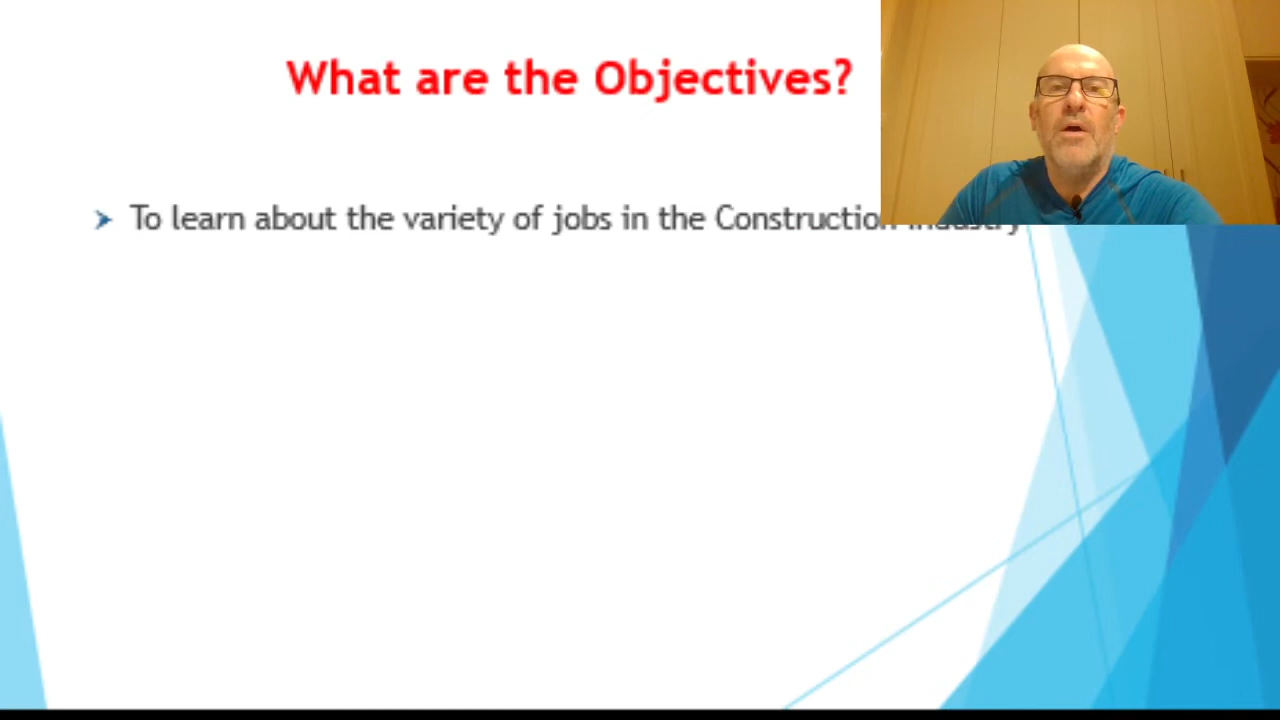 What are the Objectives?
To learn about the variety of jobs in the Construction Industry